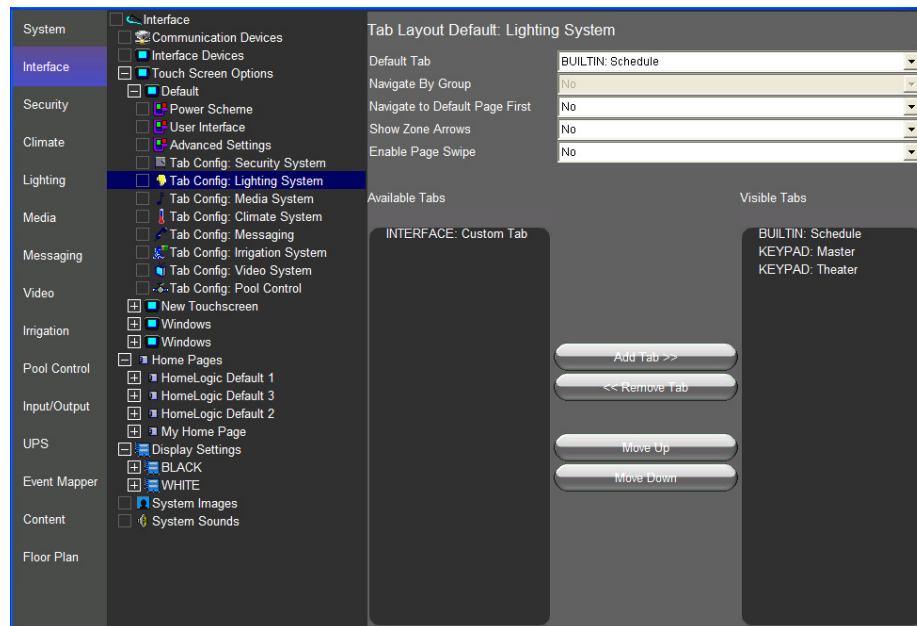 System
Interface
Security
Climate
Lighting
Media
Messaging
Video
Irrigation
Pool Control
Input/Output
UPS
Event Mapper
Content
Floor Plan
Interface
Communication Devices
Interface Devices
Touch Screen Options
Default
Power Scheme
User Interface
Advanced Settings
Tab Config: Security System
Tab Config: Lighting System
Tab Config: Media System
Tab Config: Climate System
Tab Config: Messaging
Tab Config: Irrigation System
Tab Config: Video System
Tab Config: Pool Control
New Touchscreen
Windows
Windows
Home Pages
HomeLogic Default 1
HomeLogic Default 3
HomeLogic Default 2
My Home Page
Display Settings
BLACK
WHITE
System Images
System Sounds
Tab Layout Default: Lighting System
Default Tab BUILTIN: Schedule
Navigate By Group No
Navigate to Default Page First No
Show Zone Arrows No
Enable Page Swipe No
Available Tabs
INTERFACE: Custom Tab
Add Tab >>
<< Remove Tab
Move Up
Move Down
Visible Tabs
BUILTIN: Schedule
KEYPAD: Master
KEYPAD: Theater